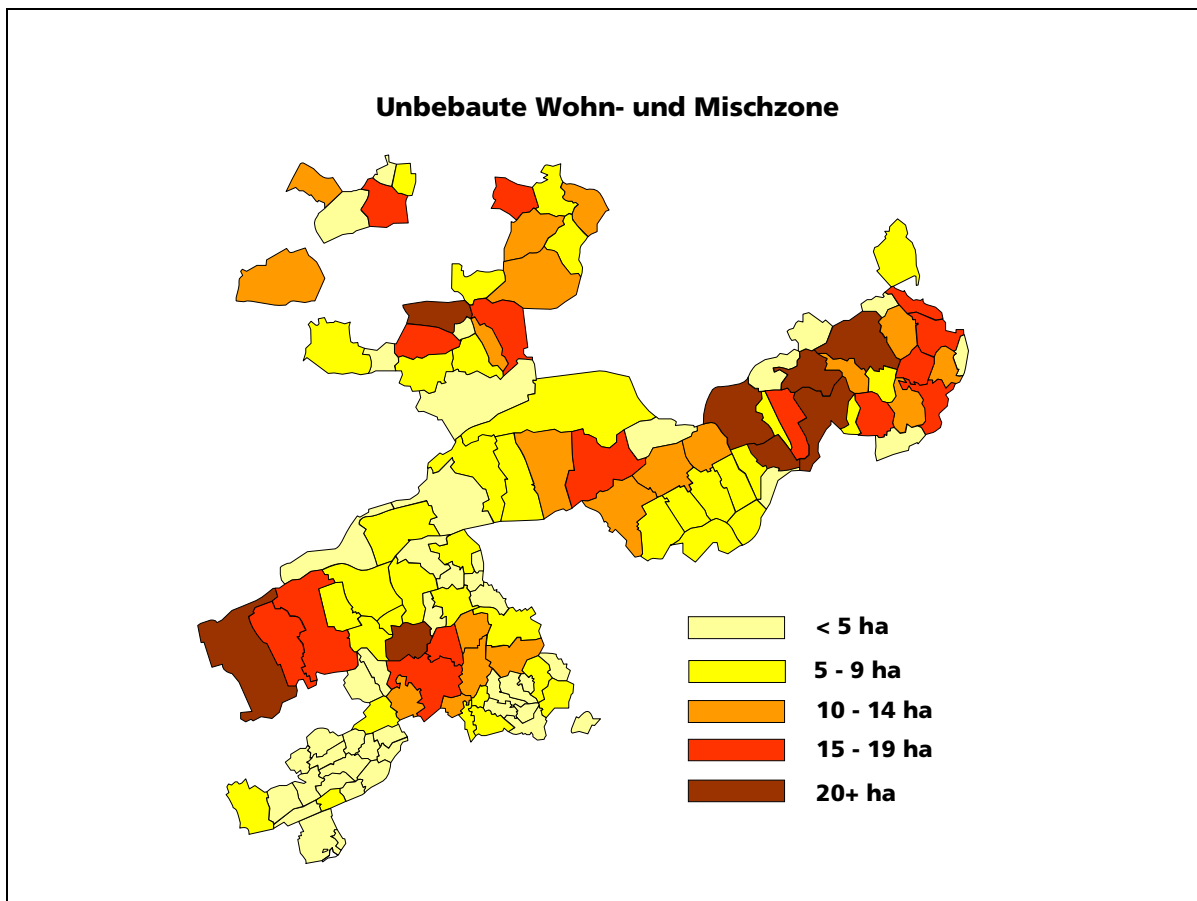 Unbebaute Wohn- und Mischzone
< 5 ha
5 - 9 ha
10 - 14 ha
15 - 19 ha
20+ ha